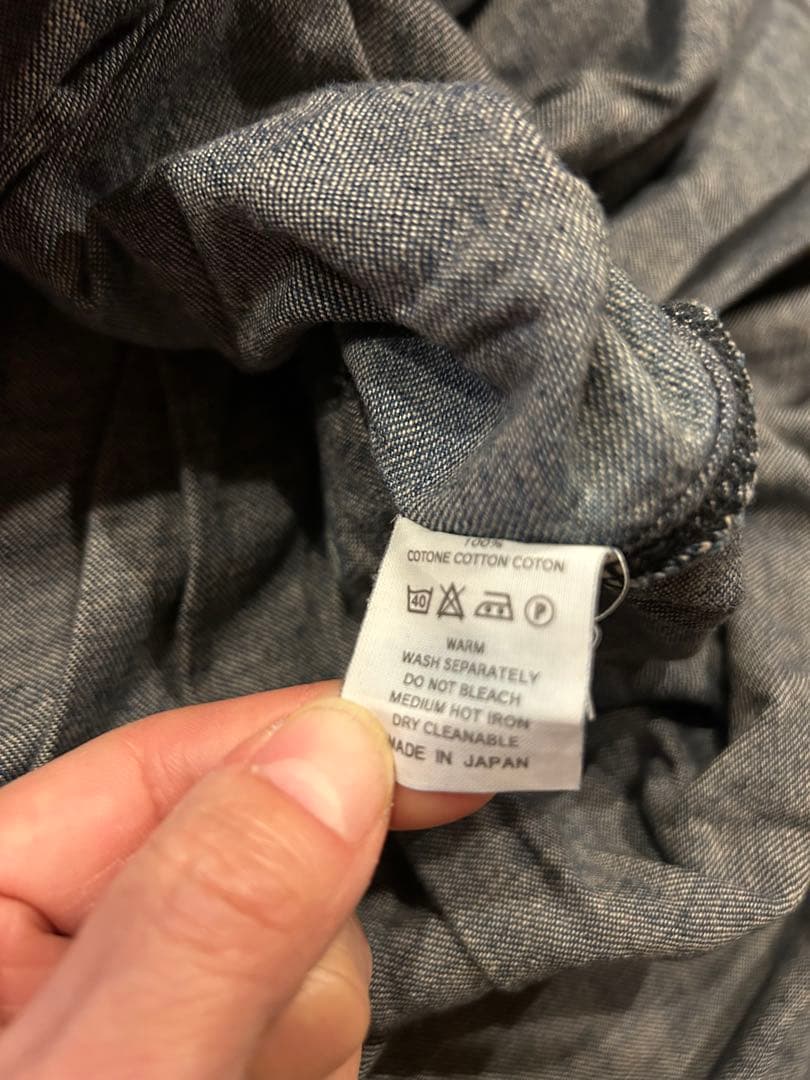 100%
COTONE COTTON COTON
40 P
WARM
WASH SEPARATELY
DO NOT BLEACH
MEDIUM HOT IRON
DRY CLEANABLE
MADE IN JAPAN